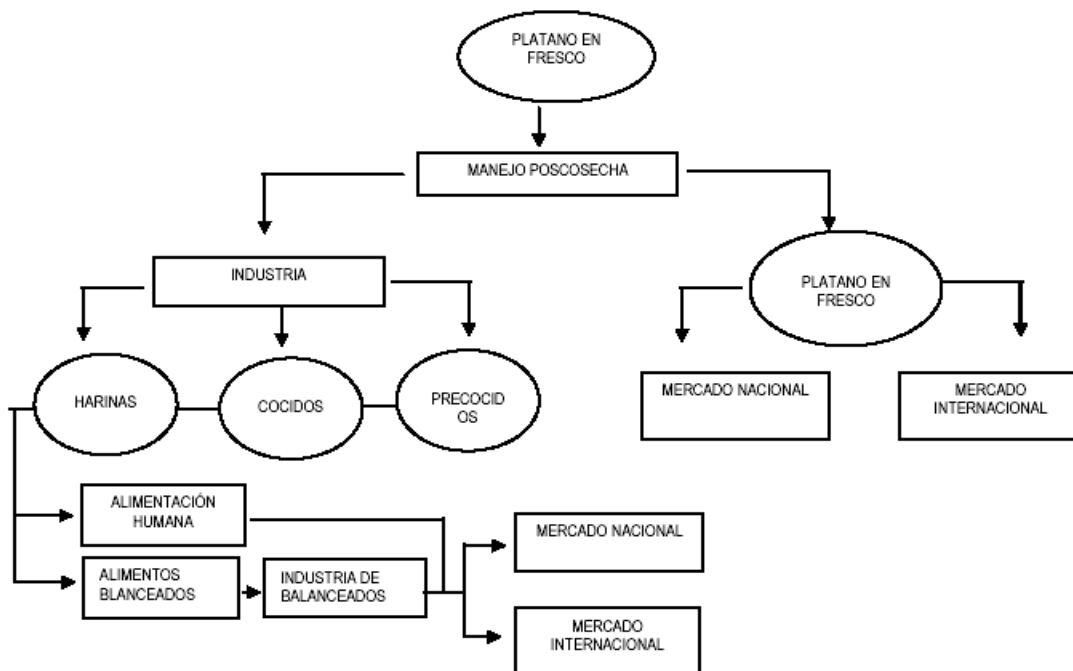 PLATANO EN
FRESCO
MANEJO POSCOSECHA
INDUSTRIA
PLATANO EN
FRESCO
HARINAS
COCIDOS
PRECOCID
OS
MERCADO NACIONAL
MERCADO
INTERNACIONAL
ALIMENTACIÓN
HUMANA
ALIMENTOS
BLANCEADOS
INDUSTRIA DE
BALANCEADOS
MERCADO NACIONAL
MERCADO
INTERNACIONAL